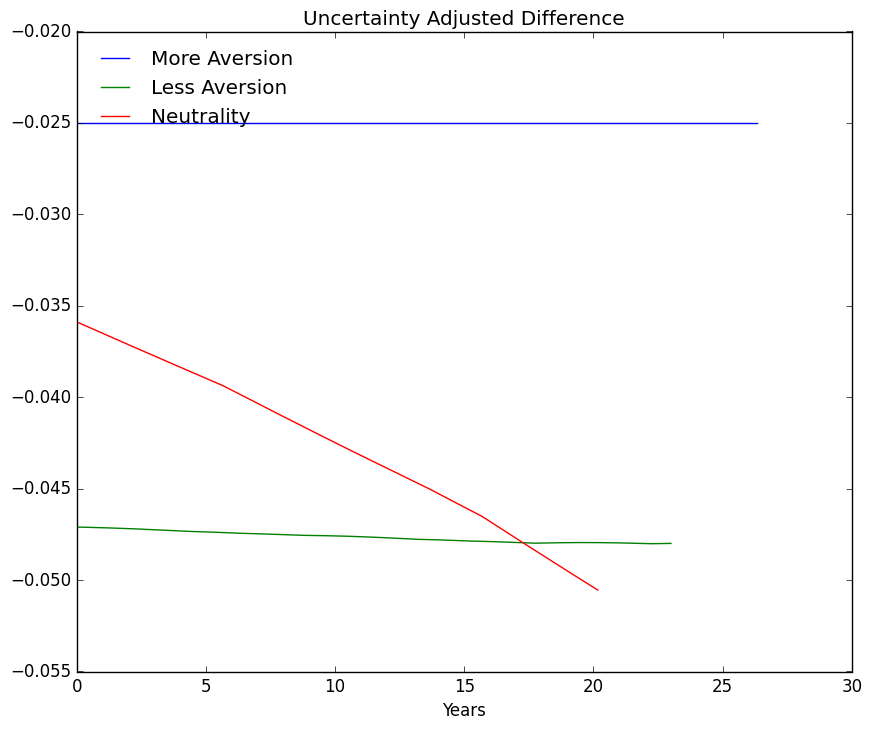 Uncertainty Adjusted Difference
−0.020
More Aversion
Less Aversion
Neutrality
−0.025
−0.030
−0.035
−0.040
−0.045
−0.050
−0.055
0 5 10 15 20 25 30
Years